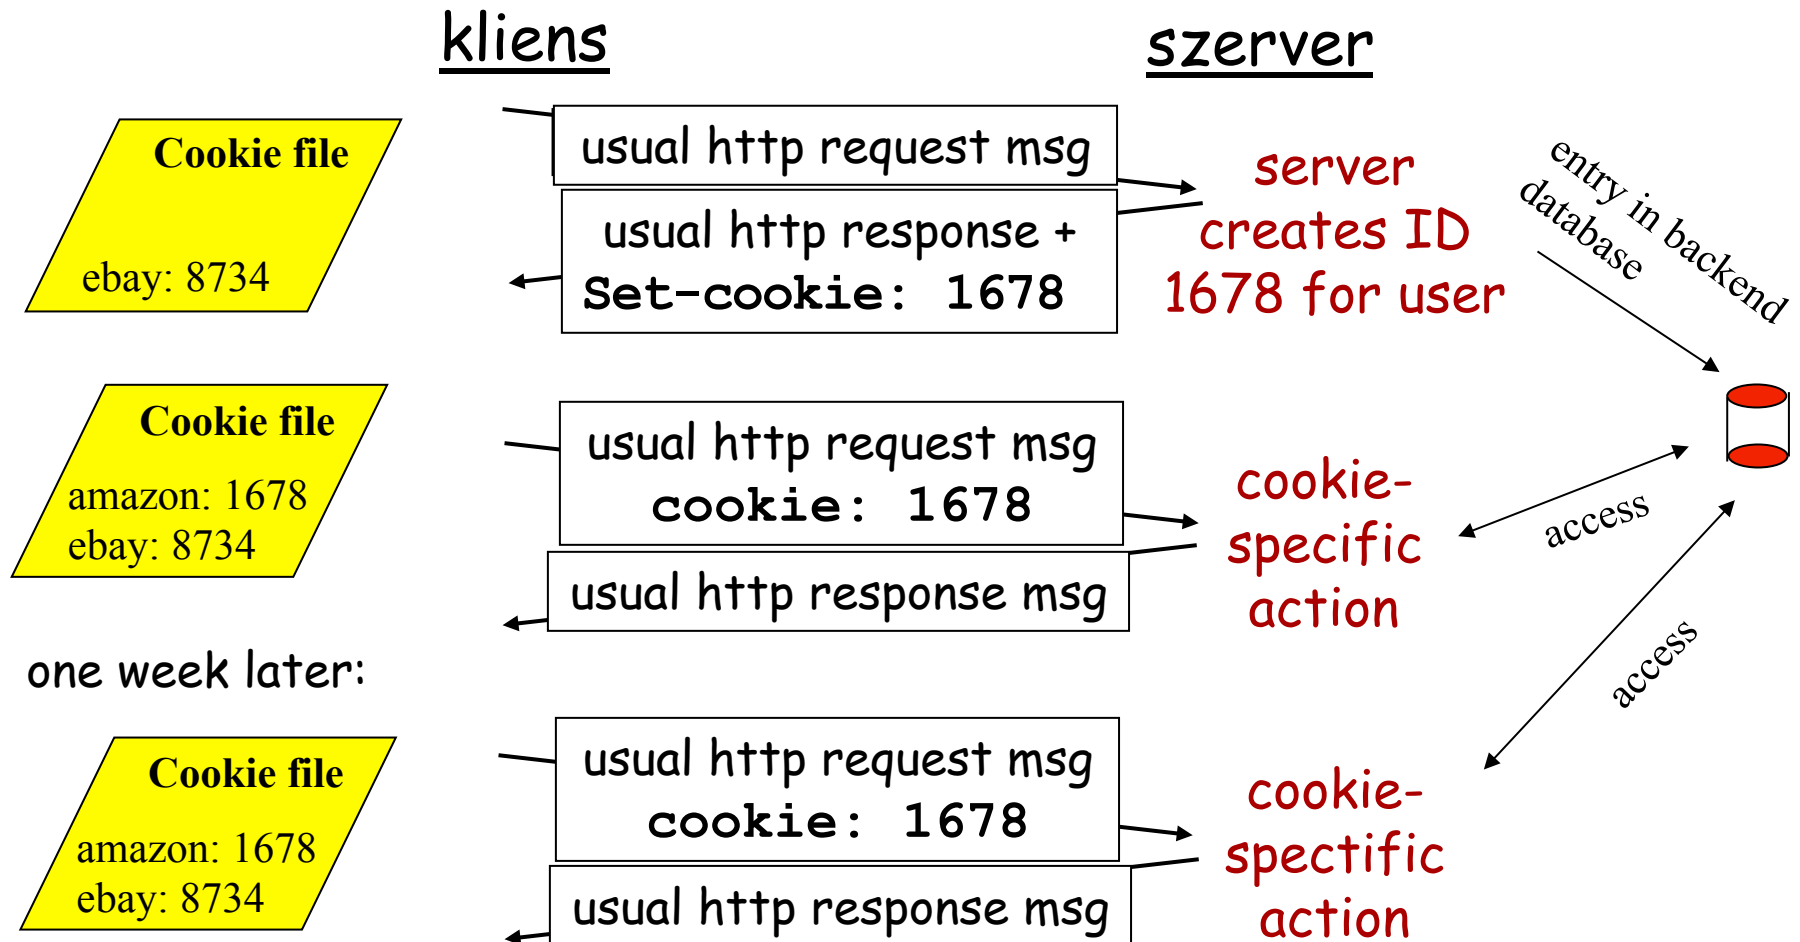 kliens
szerver
Cookie file
ebay: 8734
usual http request msg
usual http response +
Set-cookie: 1678
server
creates ID
1678 for user
entry in backend
database
Cookie file
amazon: 1678
ebay: 8734
usual http request msg
cookie: 1678
usual http response msg
cookie-
specific
action
access
one week later:
access
Cookie file
amazon: 1678
ebay: 8734
usual http request msg
cookie: 1678
usual http response msg
cookie-
spectific
action